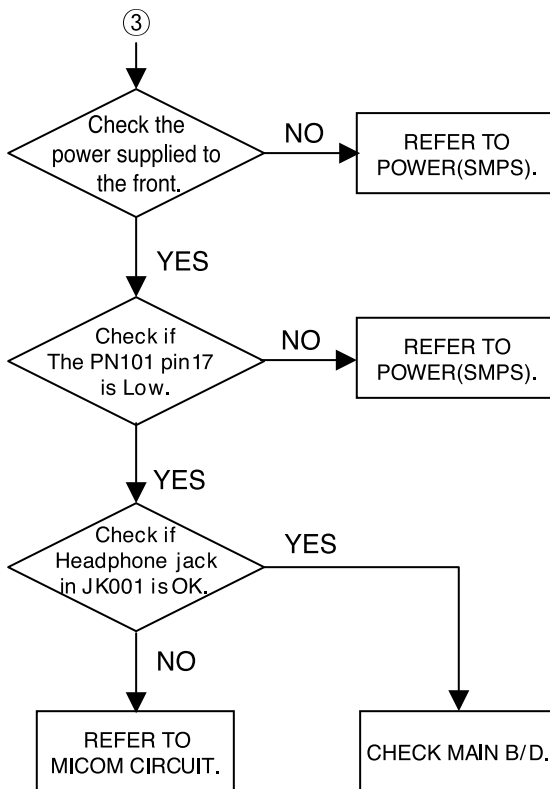 ③
Check the
power supplied to
the front.
NO
REFER TO
POWER(SMPS).
YES
Check if
The PN101 pin17
is Low.
NO
REFER TO
POWER(SMPS).
YES
Check if
Headphone jack
in JK001 is OK.
YES
NO
REFER TO
MICOM CIRCUIT.
CHECK MAIN B/D.